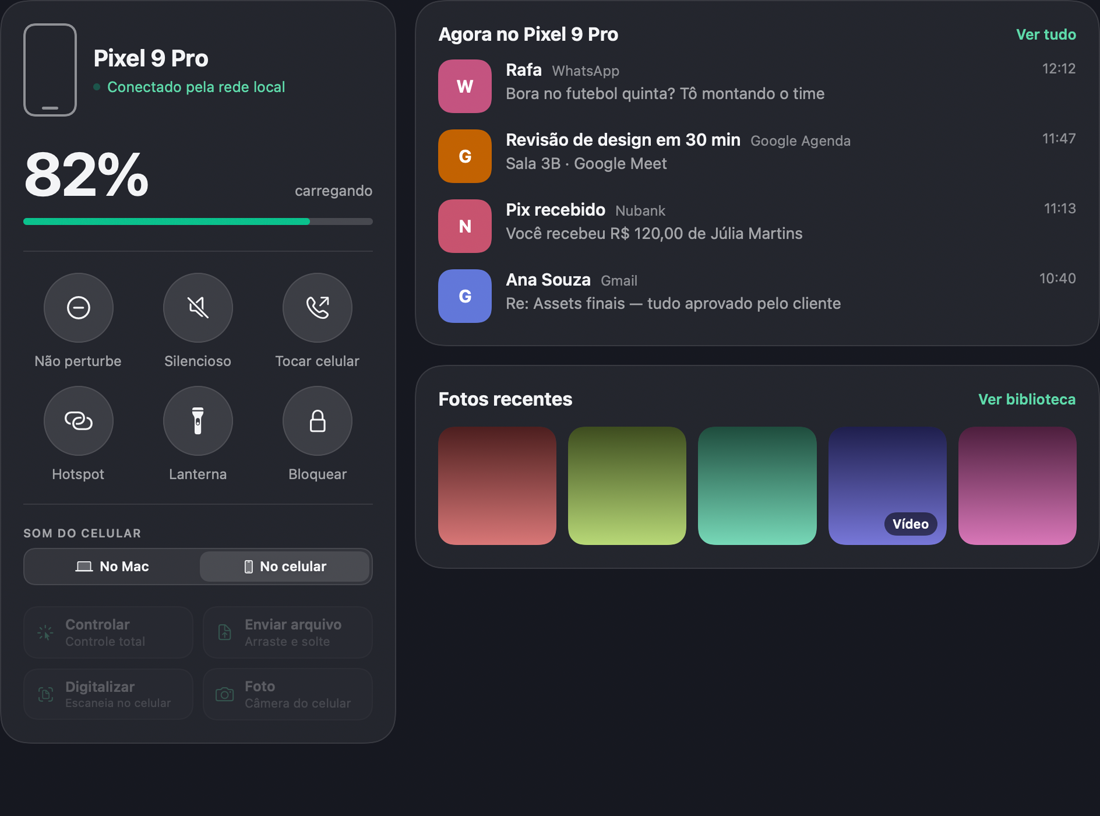 Pixel 9 Pro
Conectado pela rede local
82%
carregando
Não perturbe
Silencioso
Tocar celular
Hotspot
Lanterna
Bloquear
SOM DO CELULAR
No Mac
No celular
Controlar
Controle total
Enviar arquivo
Arraste e solte
Digitalizar
Escaneia no celular
Foto
Câmera do celular
Agora no Pixel 9 Pro
Ver tudo
W
Rafa WhatsApp
12:12
Bora no futebol quinta? Tô montando o time
G
Revisão de design em 30 min Google Agenda
11:47
Sala 3B · Google Meet
N
Pix recebido Nubank
11:13
Você recebeu R$ 120,00 de Júlia Martins
G
Ana Souza Gmail
10:40
Re: Assets finais — tudo aprovado pelo cliente
Fotos recentes
Ver biblioteca
Vídeo